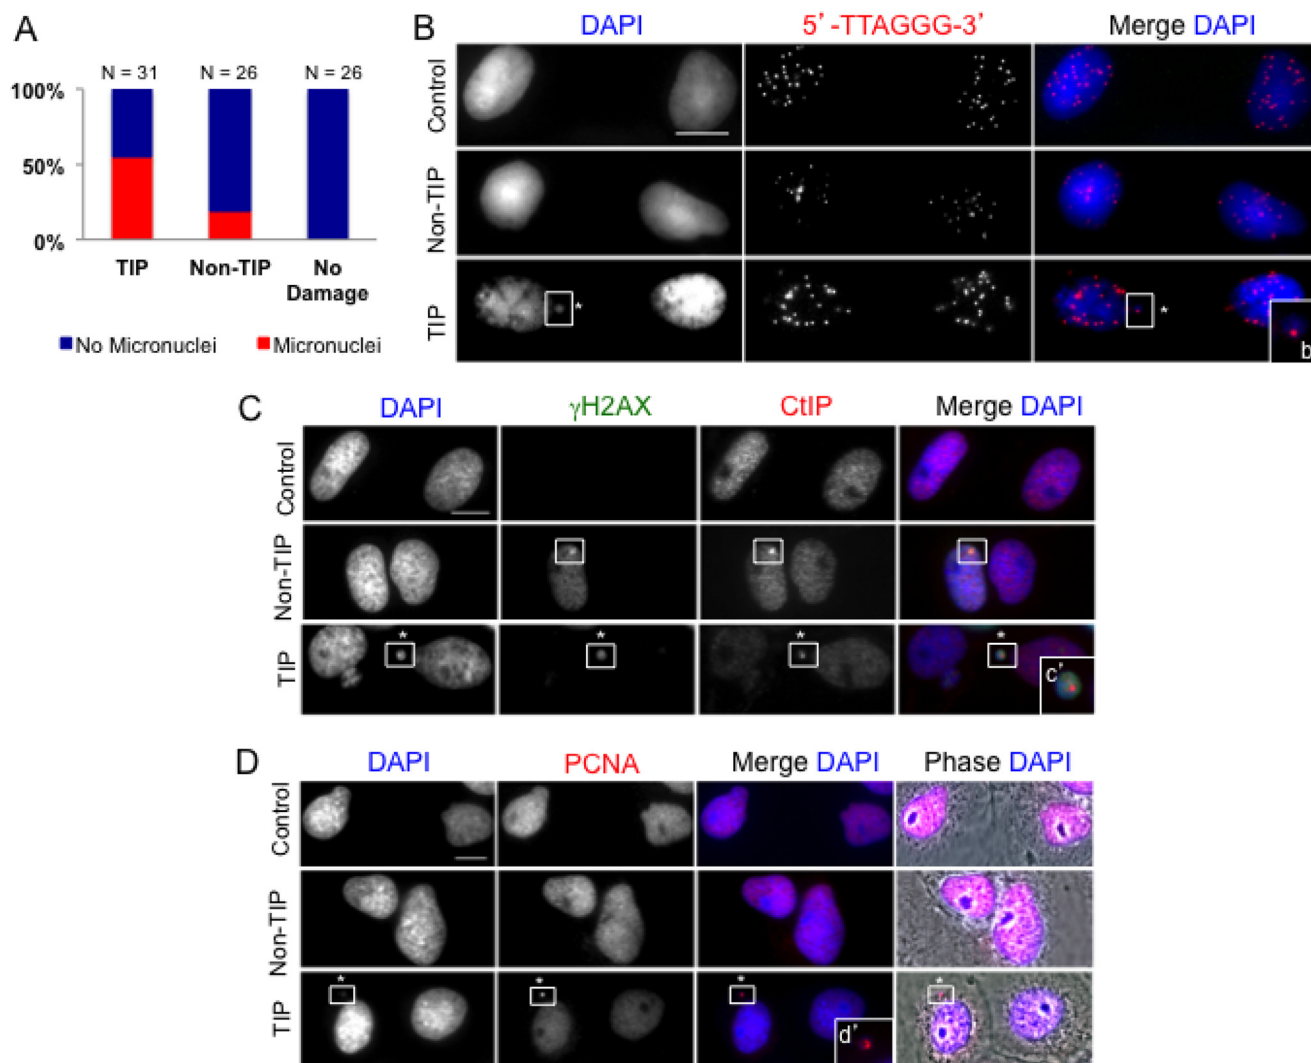 A
N = 31 N = 26 N = 26
100%
50%
0%
TIP Non-TIP No
Damage
No Micronuclei Micronuclei
B
DAPI 5'-TTAGGG-3' Merge DAPI
Control
Non-TIP
TIP
*
*
b
C
DAPI γH2AX CtIP Merge DAPI
Control
Non-TIP
TIP
* * * *
c'
D
DAPI PCNA Merge DAPI Phase DAPI
Control
Non-TIP
TIP
* * * *
d'